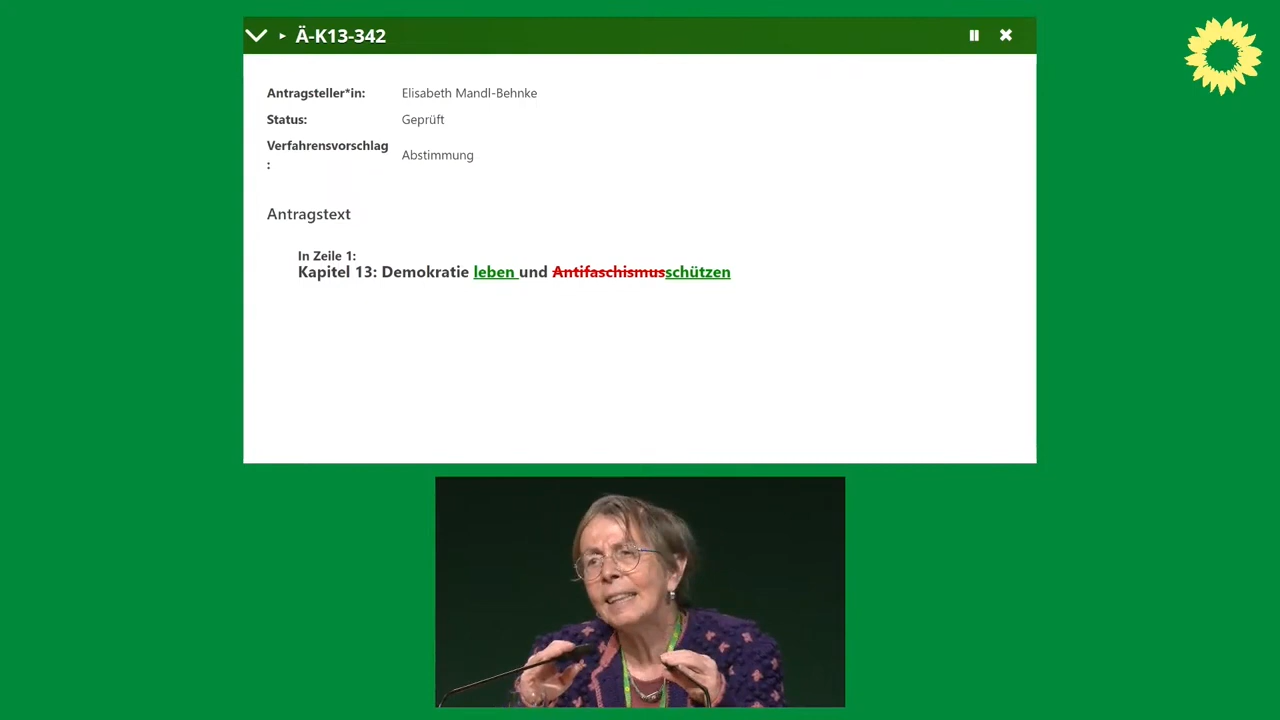 Ä-K13-342
Antragsteller*in: Elisabeth Mandl-Behnke
Status: Geprüft
Verfahrensvorschlag
: Abstimmung
Antragstext
In Zeile 1:
Kapitel 13: Demokratie leben und Antifaschismusschützen